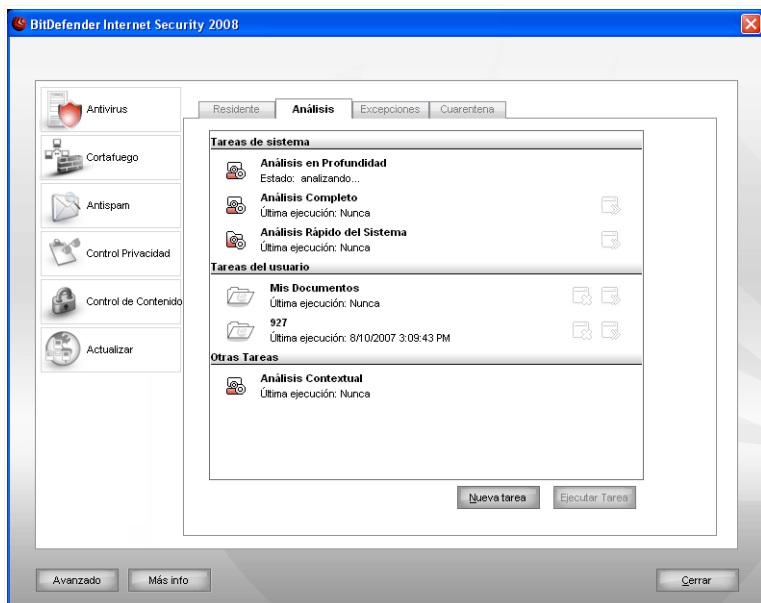 BitDefender Internet Security 2008
Antivirus
Cortafuego
Antispam
Control Privacidad
Control de Contenido
Actualizar
Residente
Análisis
Excepciones
Cuarentena
Tareas de sistema
Análisis en Profundidad
Estado: analizando...
Análisis Completo
Última ejecución: Nunca
Análisis Rápido del Sistema
Última ejecución: Nunca
Tareas del usuario
Mis Documentos
Última ejecución: Nunca
927
Última ejecución: 8/10/2007 3:09:43 PM
Otras Tareas
Análisis Contextual
Última ejecución: Nunca
Nueva tarea
Ejecutar Tarea
Avanzado
Más info
Cerrar